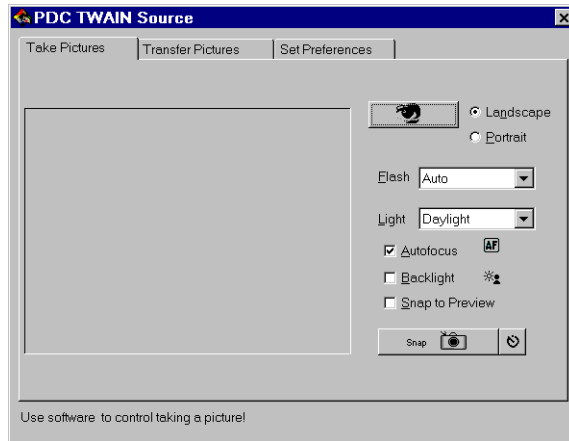 PDC TWAIN Source
Take Pictures
Transfer Pictures
Set Preferences
Landscape
Portrait
Flash
Auto
Light
Daylight
Autofocus
AF
Backlight
Snap to Preview
Snap
Use software to control taking a picture!